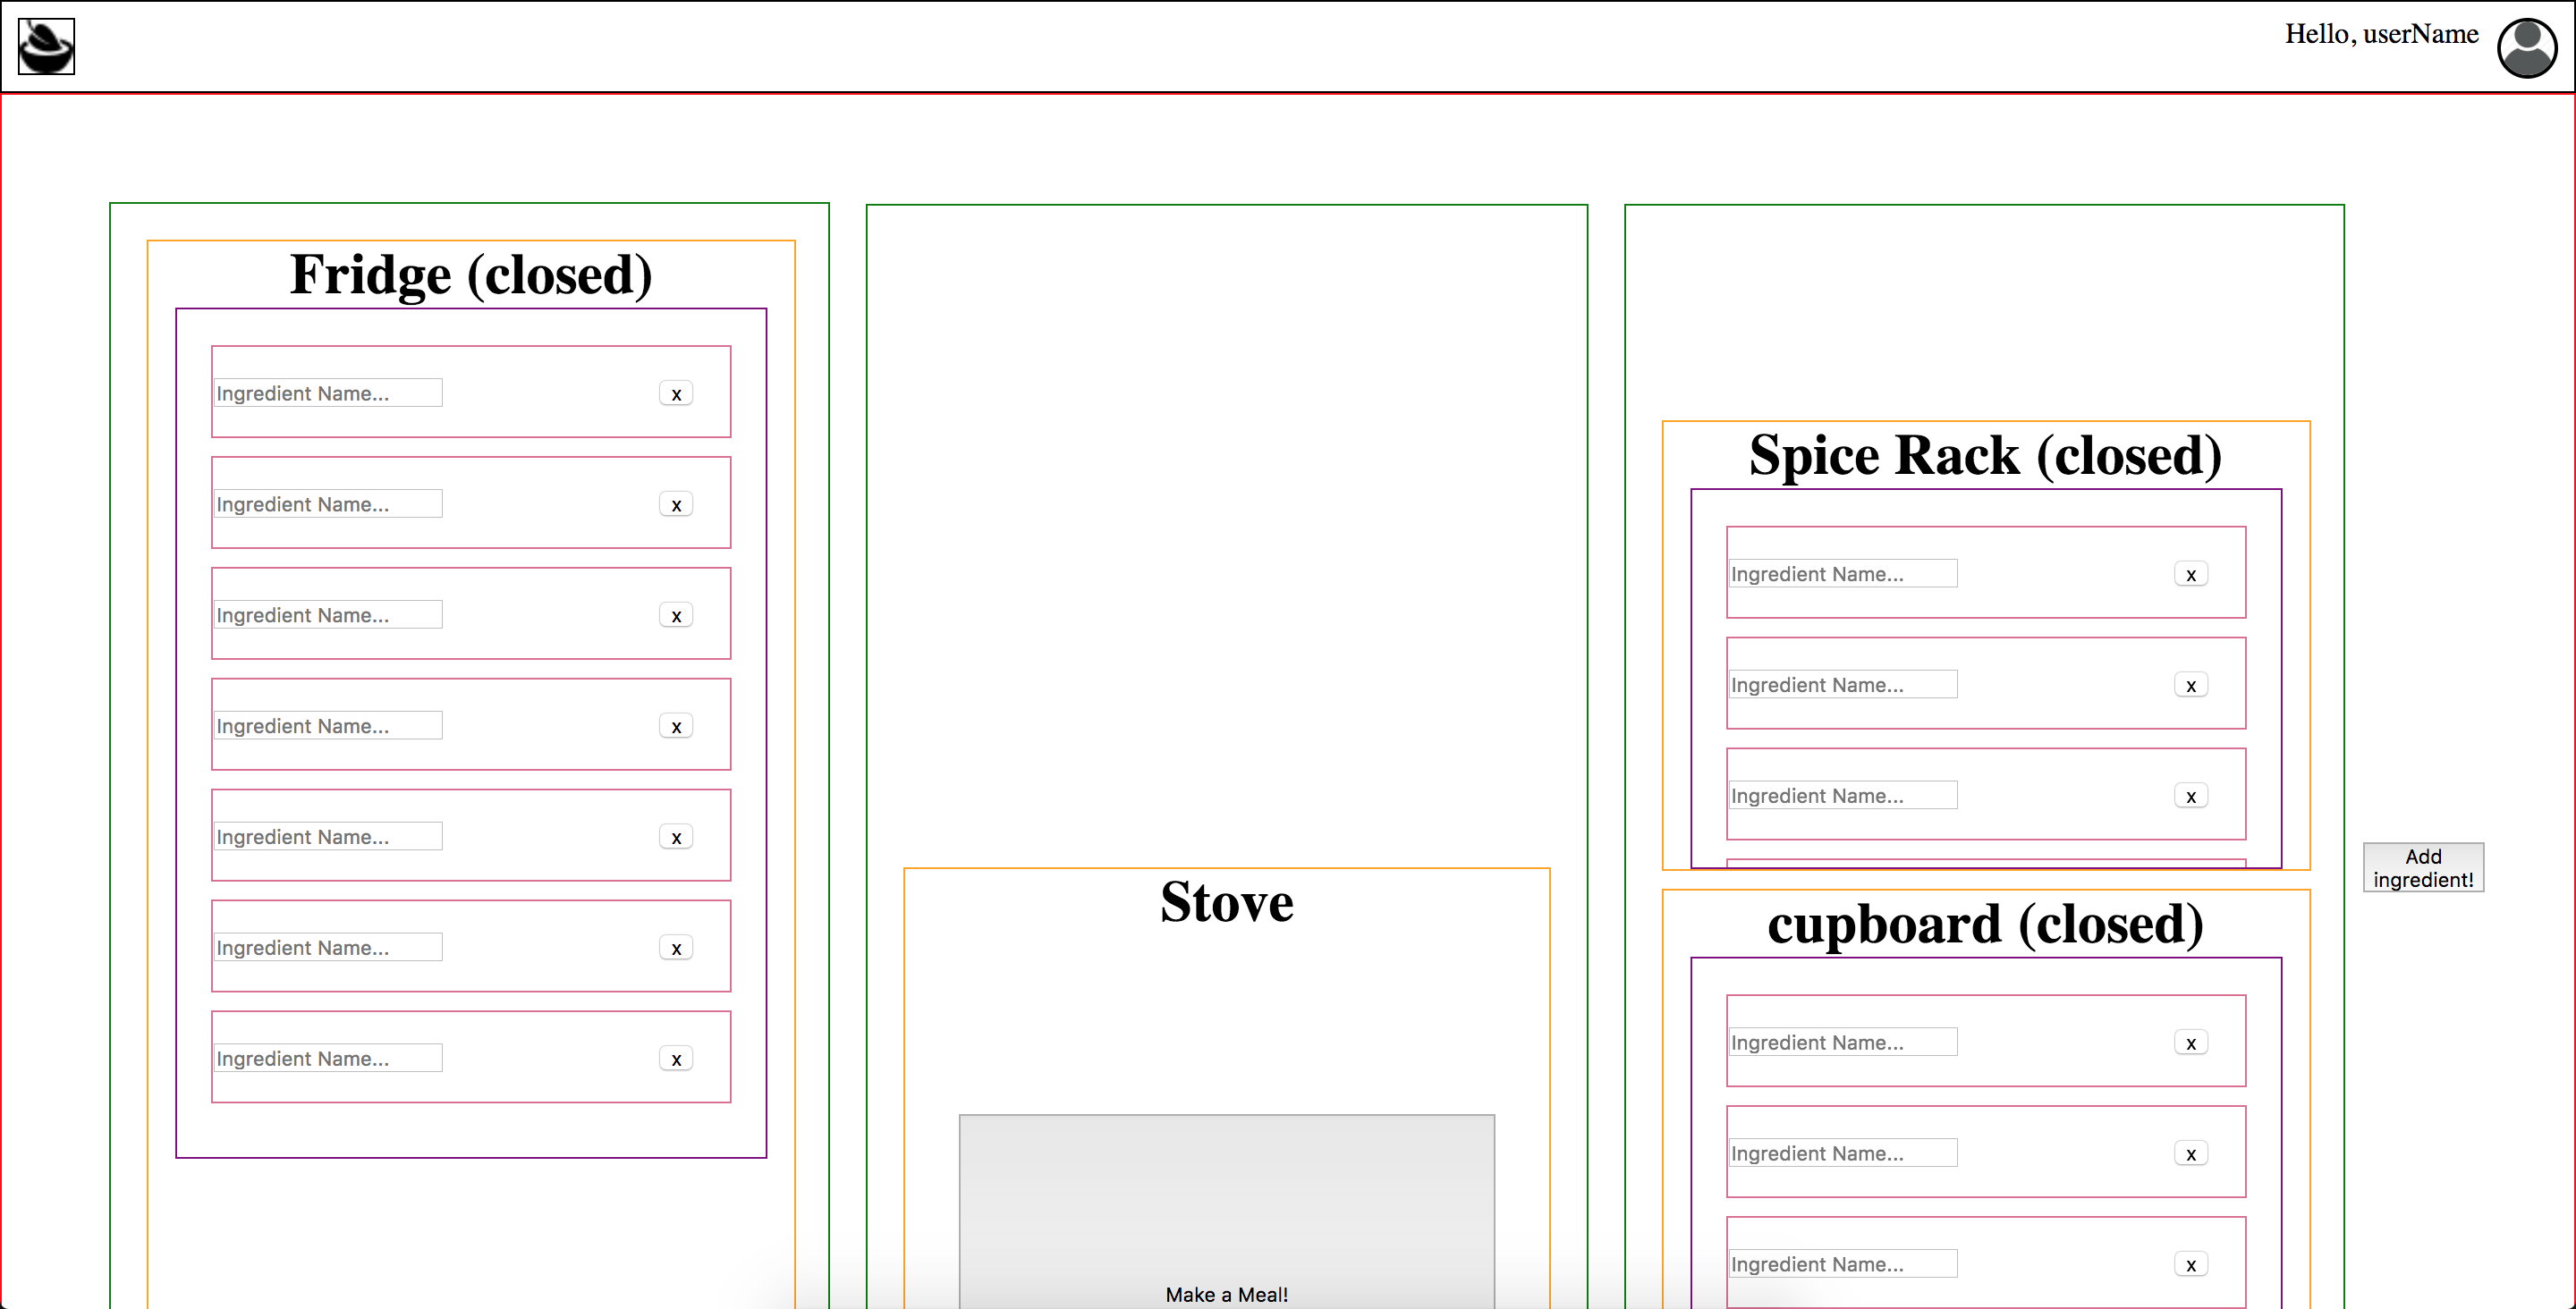 Hello, userName
Fridge (closed)
Ingredient Name...
x
Ingredient Name...
x
Ingredient Name...
x
Ingredient Name...
x
Ingredient Name...
x
Ingredient Name...
x
Ingredient Name...
x
Stove
Make a Meal!
Spice Rack (closed)
Ingredient Name...
x
Ingredient Name...
x
Ingredient Name...
x
cupboard (closed)
Ingredient Name...
x
Ingredient Name...
x
Ingredient Name...
x
Add
ingredient!